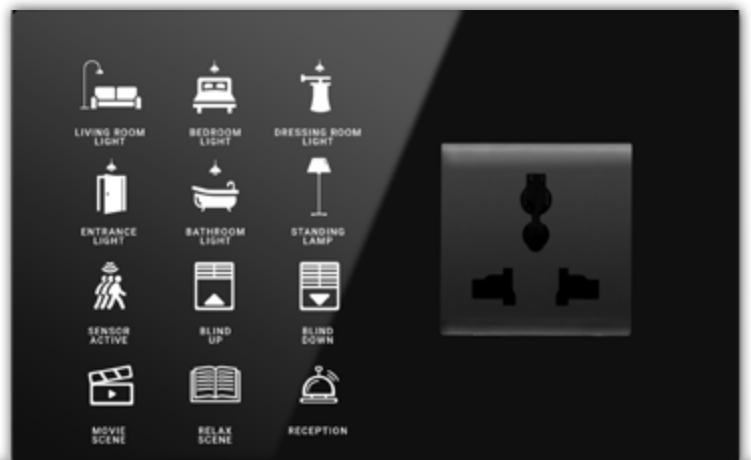 LIVING ROOM
LIGHT
BEDROOM
LIGHT
DRESSING ROOM
LIGHT
ENTRANCE
LIGHT
BATHROOM
LIGHT
STANDING
LAMP
SENSOR
ACTIVE
BLIND
UP
BLIND
DOWN
MOVIE
SCENE
RELAX
SCENE
RECEPTION